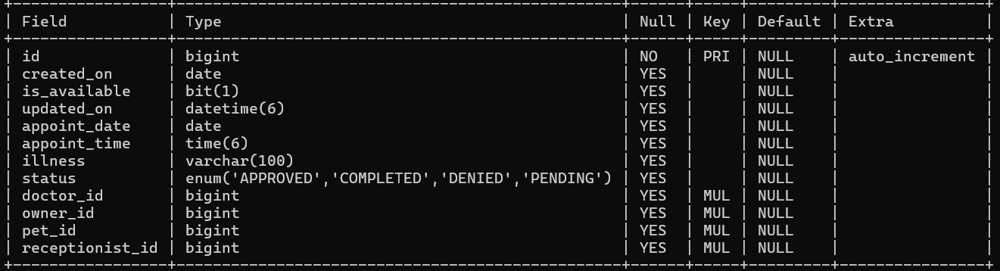 +-----------------+--------------------------------------------------+------+-----+---------+----------------+
| Field           | Type                                             | Null | Key | Default | Extra          |
+-----------------+--------------------------------------------------+------+-----+---------+----------------+
| id              | bigint                                           | NO   | PRI | NULL    | auto_increment |
| created_on      | date                                             | YES  |     | NULL    |                |
| is_available    | bit(1)                                           | YES  |     | NULL    |                |
| updated_on      | datetime(6)                                      | YES  |     | NULL    |                |
| appoint_date    | date                                             | YES  |     | NULL    |                |
| appoint_time    | time(6)                                          | YES  |     | NULL    |                |
| illness         | varchar(100)                                     | YES  |     | NULL    |                |
| status          | enum('APPROVED','COMPLETED','DENIED','PENDING')  | YES  |     | NULL    |                |
| doctor_id       | bigint                                           | YES  | MUL | NULL    |                |
| owner_id        | bigint                                           | YES  | MUL | NULL    |                |
| pet_id          | bigint                                           | YES  | MUL | NULL    |                |
| receptionist_id | bigint                                           | YES  | MUL | NULL    |                |
+-----------------+--------------------------------------------------+------+-----+---------+----------------+